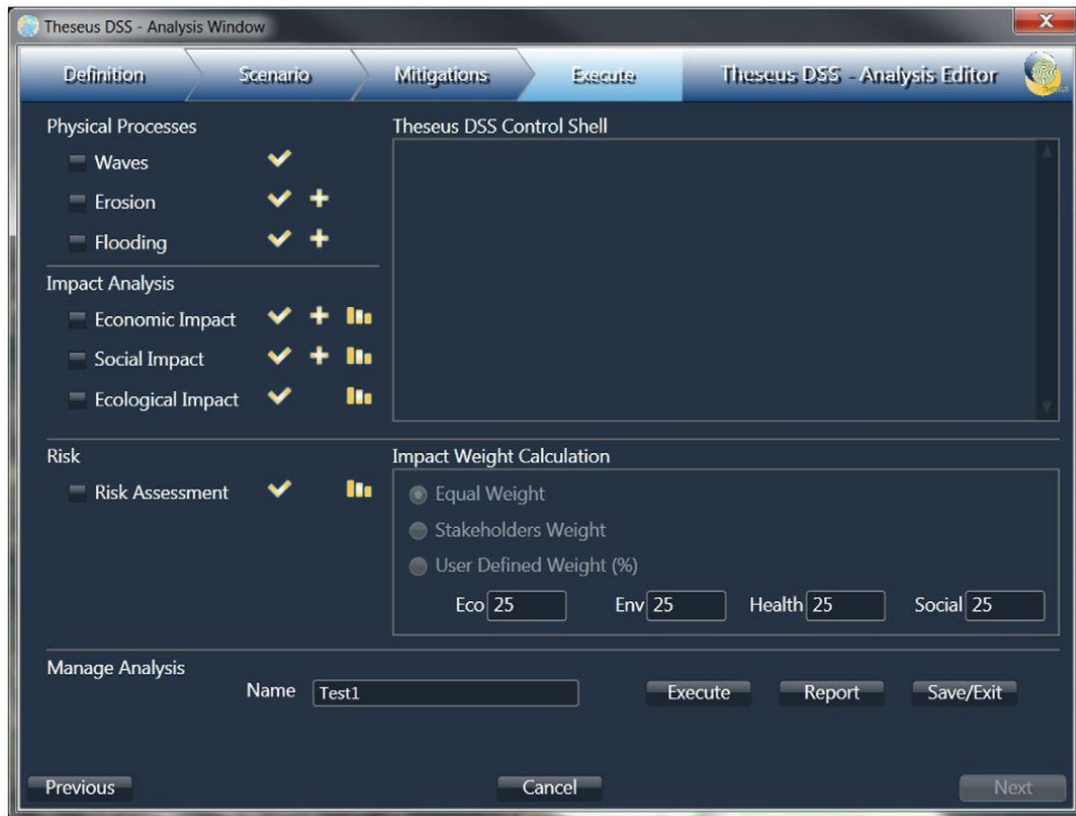 Theseus DSS - Analysis Window
Definition
Scenario
Mitigations
Execute
Theseus DSS - Analysis Editor
Physical Processes
Waves
Erosion
Flooding
Impact Analysis
Economic Impact
Social Impact
Ecological Impact
Theseus DSS Control Shell
Risk
Risk Assessment
Impact Weight Calculation
Equal Weight
Stakeholders Weight
User Defined Weight (%)
Eco 25 Env 25 Health 25 Social 25
Manage Analysis
Name Test1
Execute Report Save/Exit
Previous Cancel Next